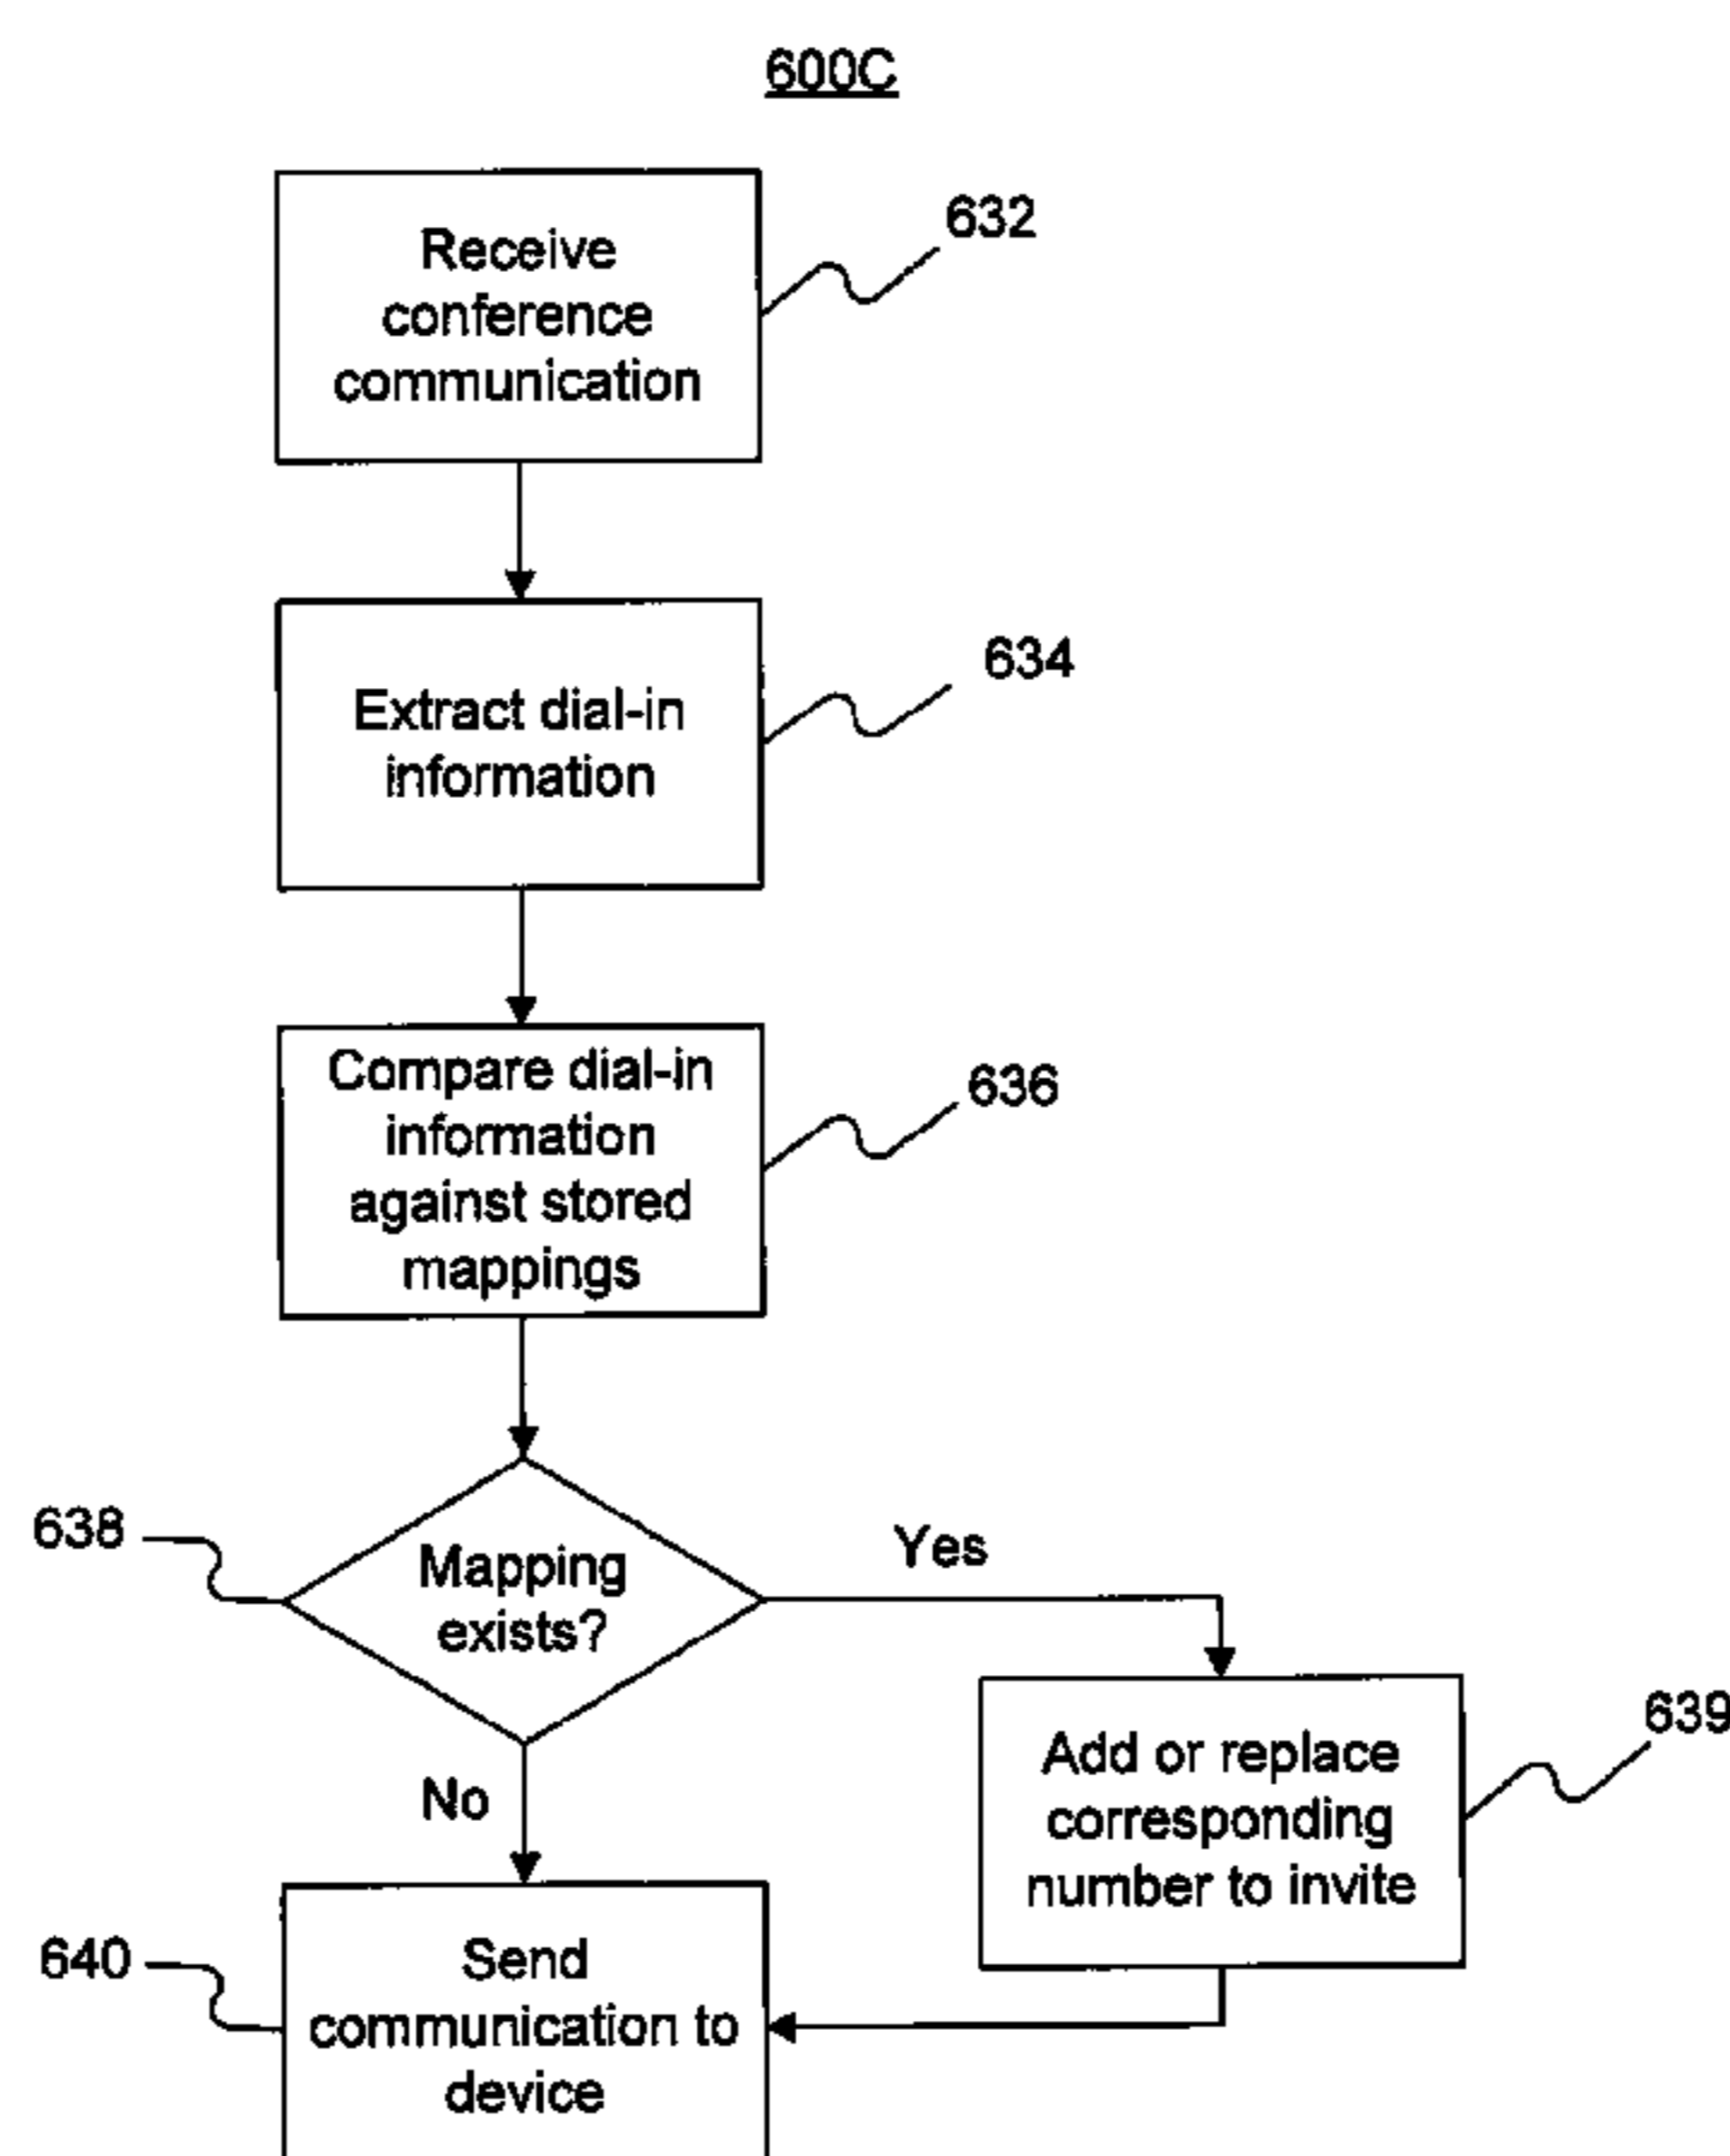 600C
Receive
conference
communication
632
Extract dial-in
information
634
Compare dial-in
information
against stored
mappings
636
638
Mapping
exists?
Yes
No
Add or replace
corresponding
number to invite
639
640
Send
communication to
device